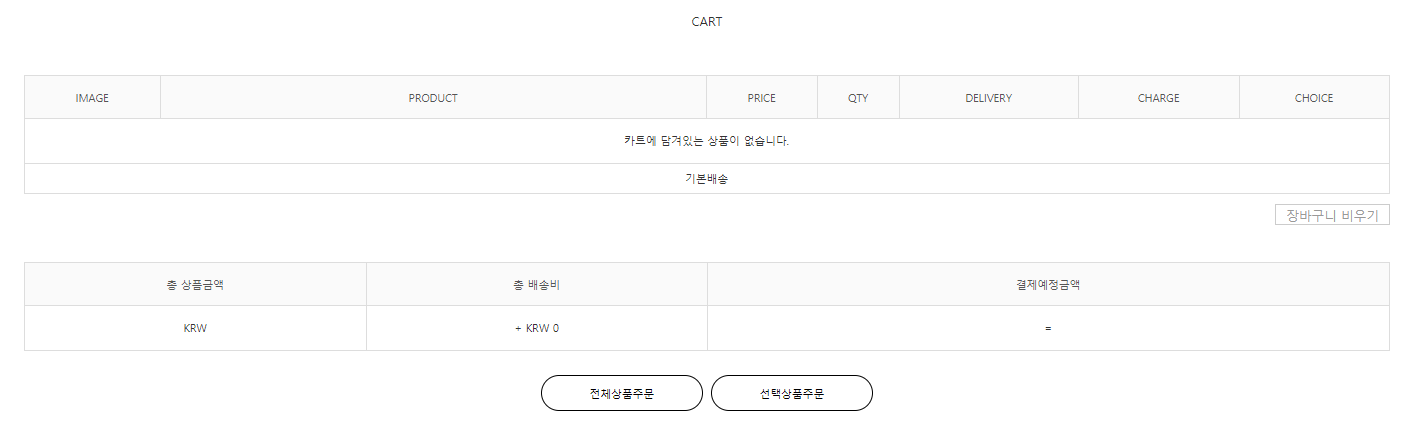 CART
IMAGE PRODUCT PRICE QTY DELIVERY CHARGE CHOICE
카트에 담겨있는 상품이 없습니다.
기본배송
장바구니 비우기
총 상품금액 총 배송비 결제예정금액
KRW + KRW 0 =
전체상품주문 선택상품주문